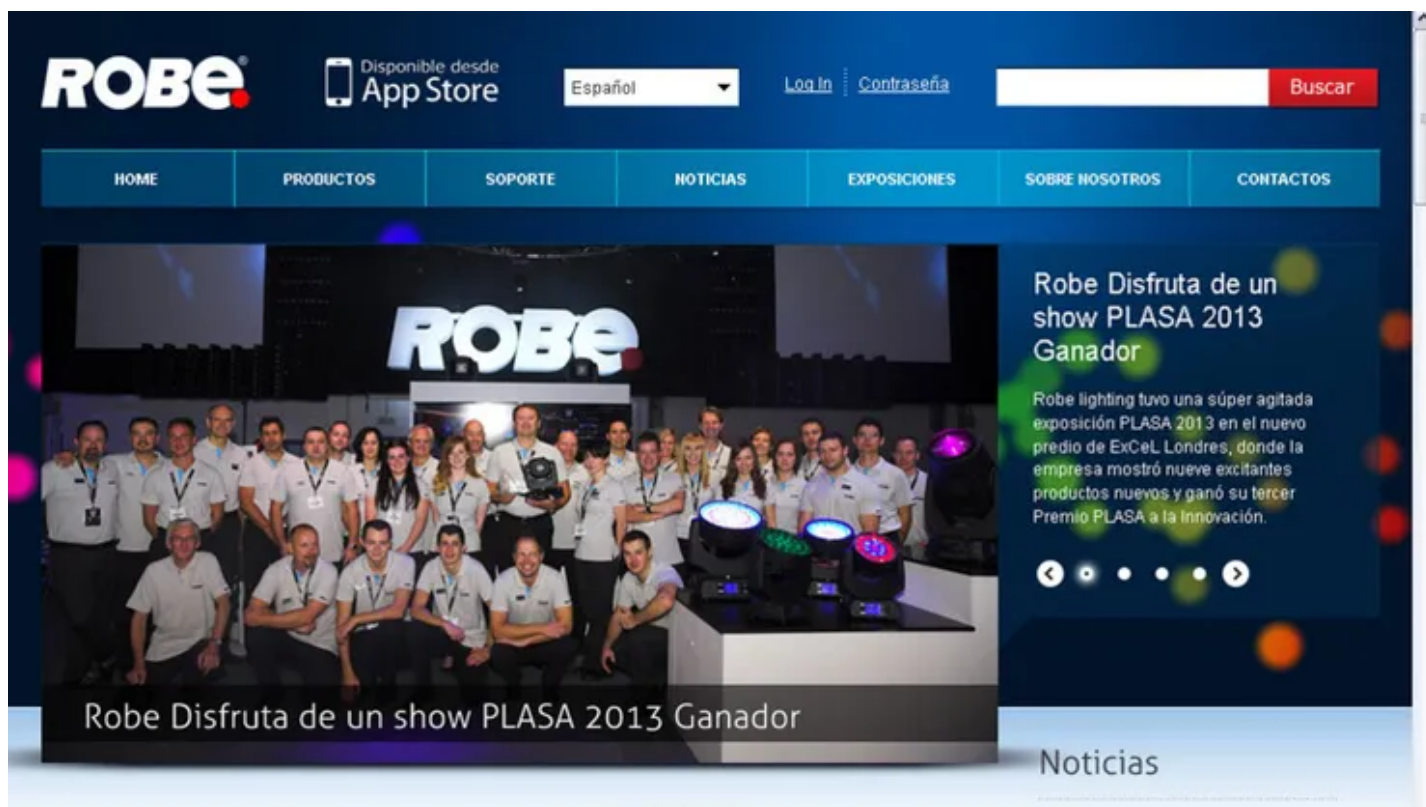 ROBE®
Disponible desde
App Store
Español
Log In
Contraseña
Buscar
HOME
PRODUCTOS
SOPORTE
NOTICIAS
EXPOSICIONES
SOBRE NOSOTROS
CONTACTOS
ROBE
Robe Disfruta de un show PLASA 2013 Ganador
Robe Disfruta de un
show PLASA 2013
Ganador
Robe lighting tuvo una súper agitada
exposición PLASA 2013 en el nuevo
predio de ExCeL Londres, donde la
empresa mostró nueve excitantes
productos nuevos y ganó su tercer
Premio PLASA a la Innovación.
Noticias